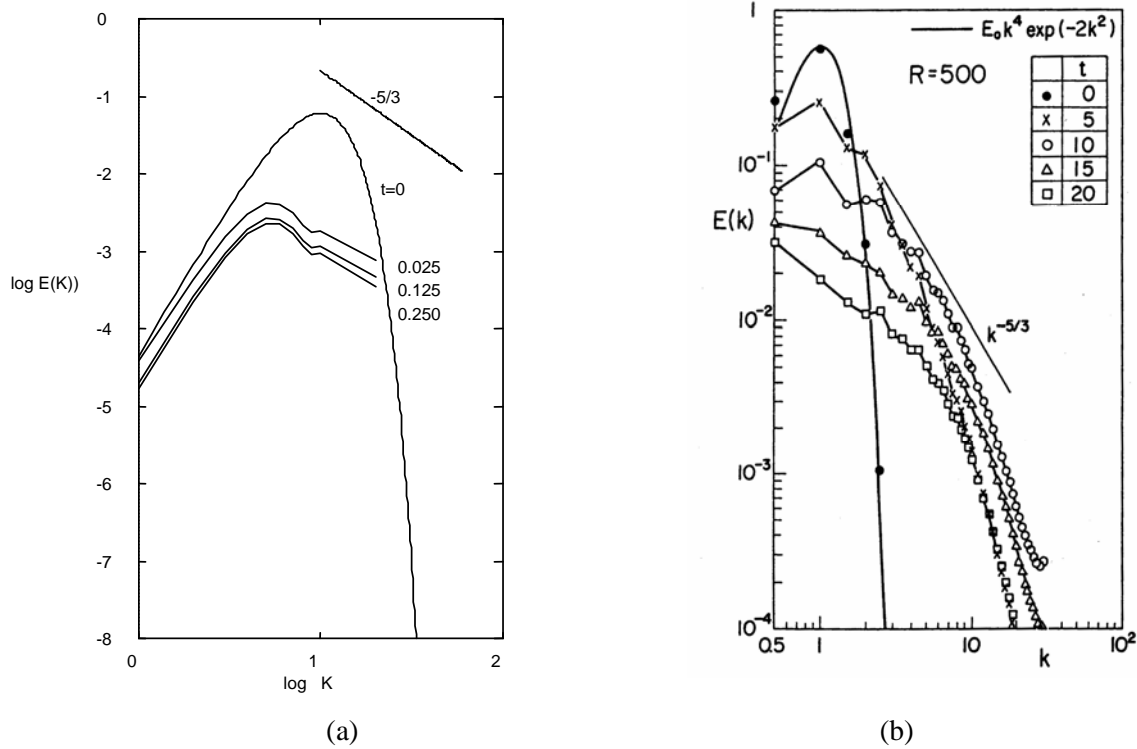 0
-1
-2
-3
-4
-5
-6
-7
-8
log E(K))
-5/3
t=0
0.025
0.125
0.250
0 1 2
log K
(a)
1
10⁻¹
E(k)
10⁻²
10⁻³
10⁻⁴
E₀k⁴ exp(-2k²)
R=500
t
● 0
x 5
○ 10
△ 15
□ 20
k⁻⁵/³
0.5 1 10 10²
k
(b)